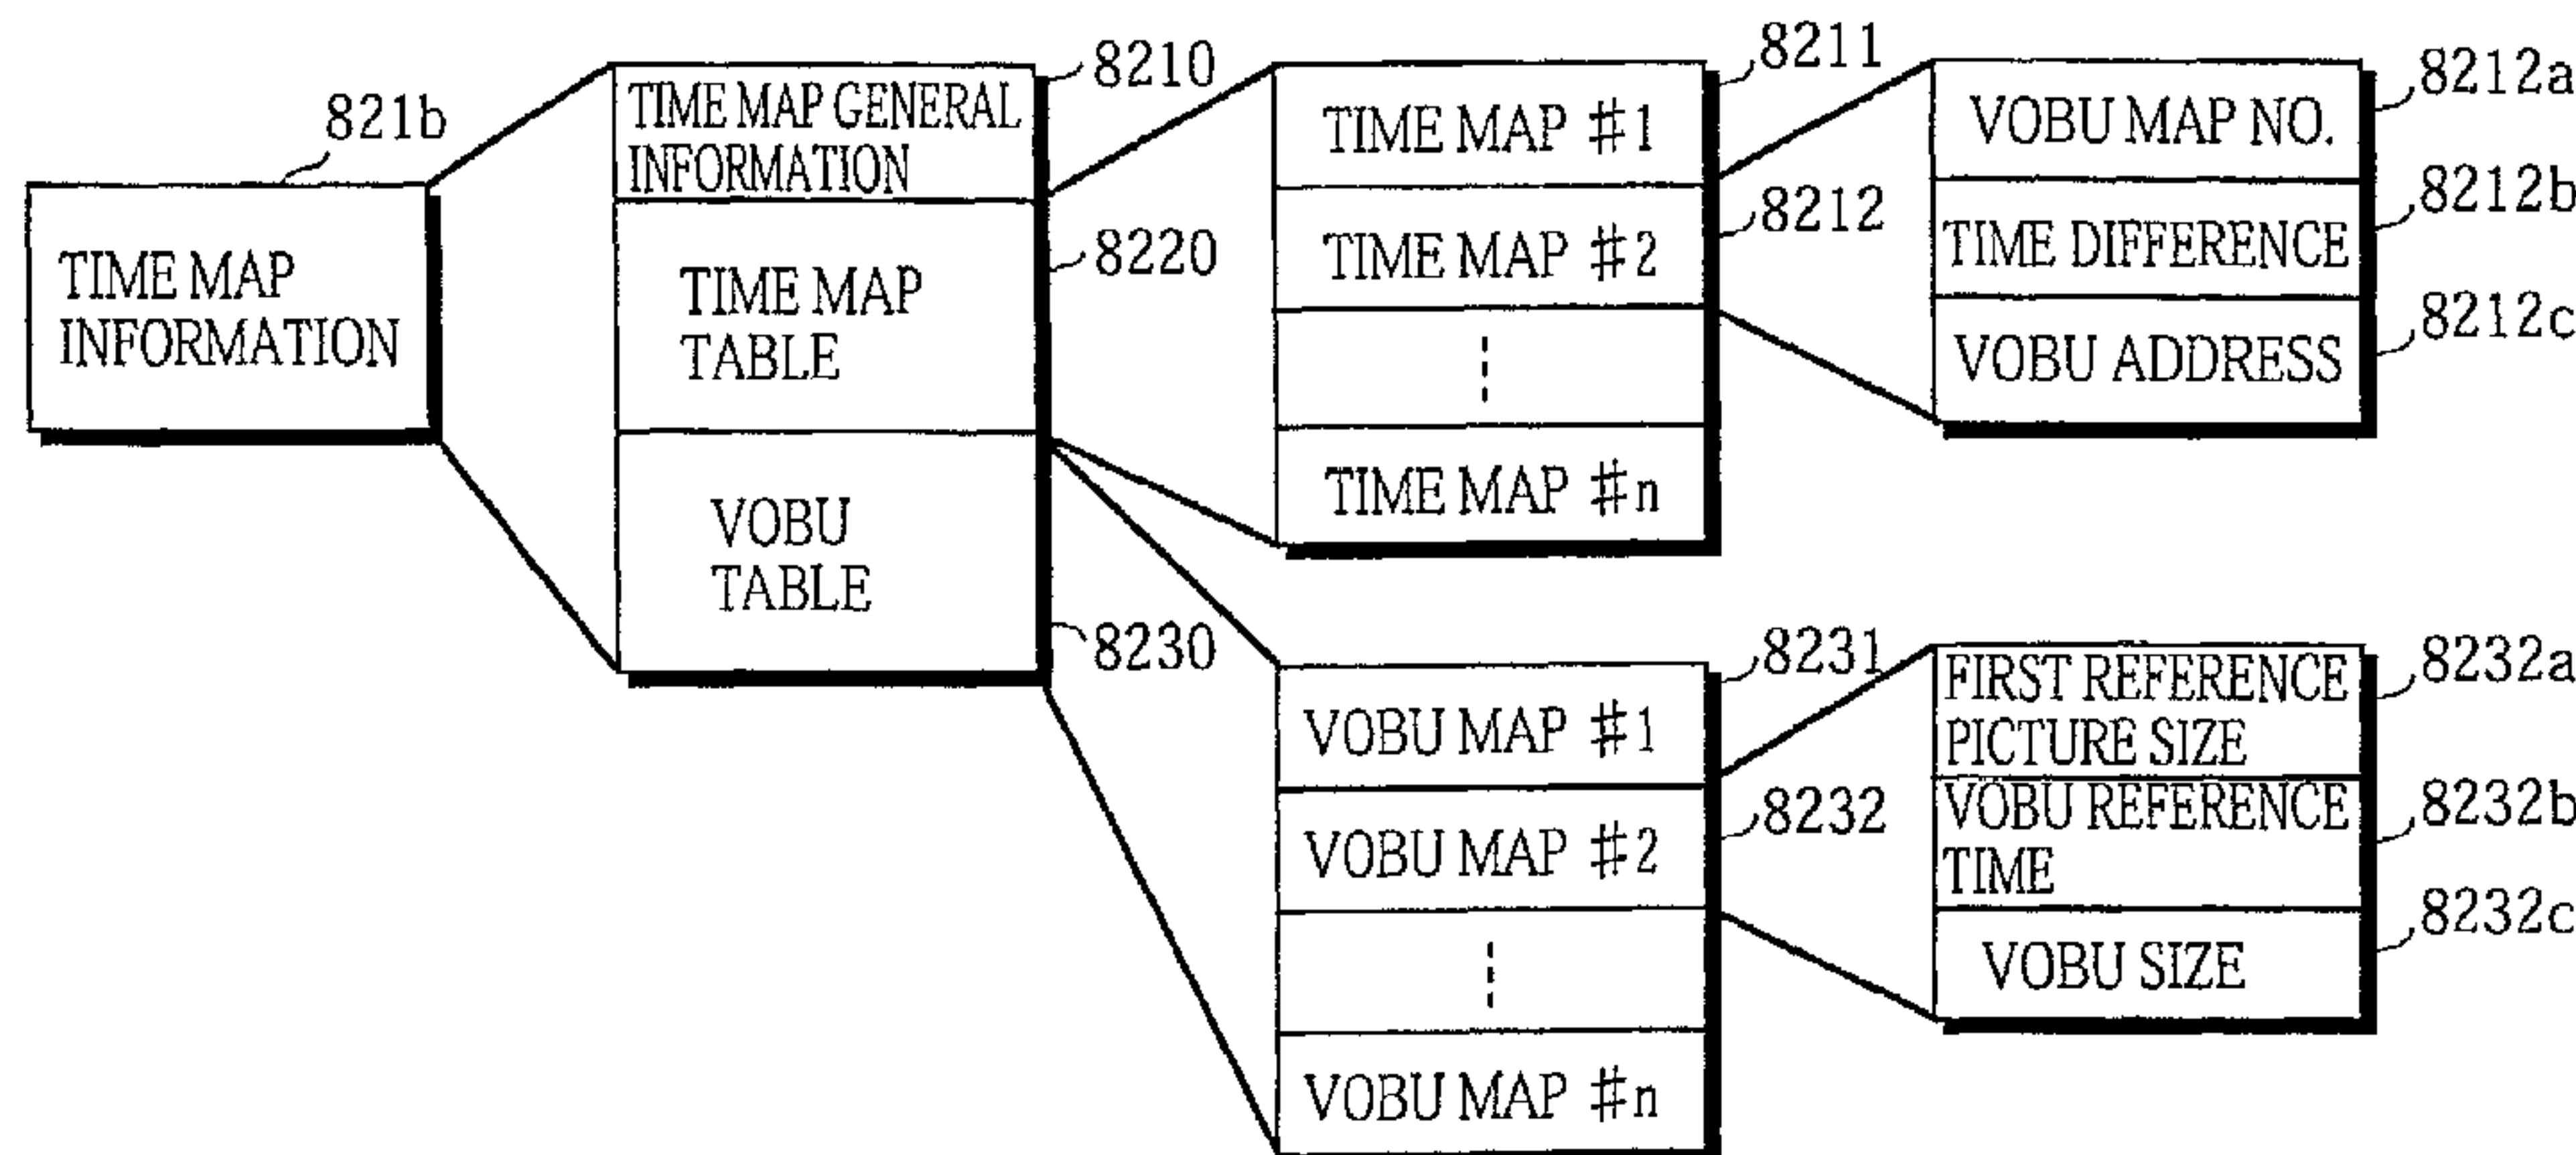 821b
TIME MAP
INFORMATION
8210
TIME MAP GENERAL
INFORMATION
8220
TIME MAP
TABLE
VOBU
TABLE
8230
8211
TIME MAP #1
8212
TIME MAP #2
TIME MAP #n
8212a
VOBU MAP NO.
8212b
TIME DIFFERENCE
8212c
VOBU ADDRESS
8231
VOBU MAP #1
8232
VOBU MAP #2
VOBU MAP #n
8232a
FIRST REFERENCE
PICTURE SIZE
8232b
VOBU REFERENCE
TIME
8232c
VOBU SIZE